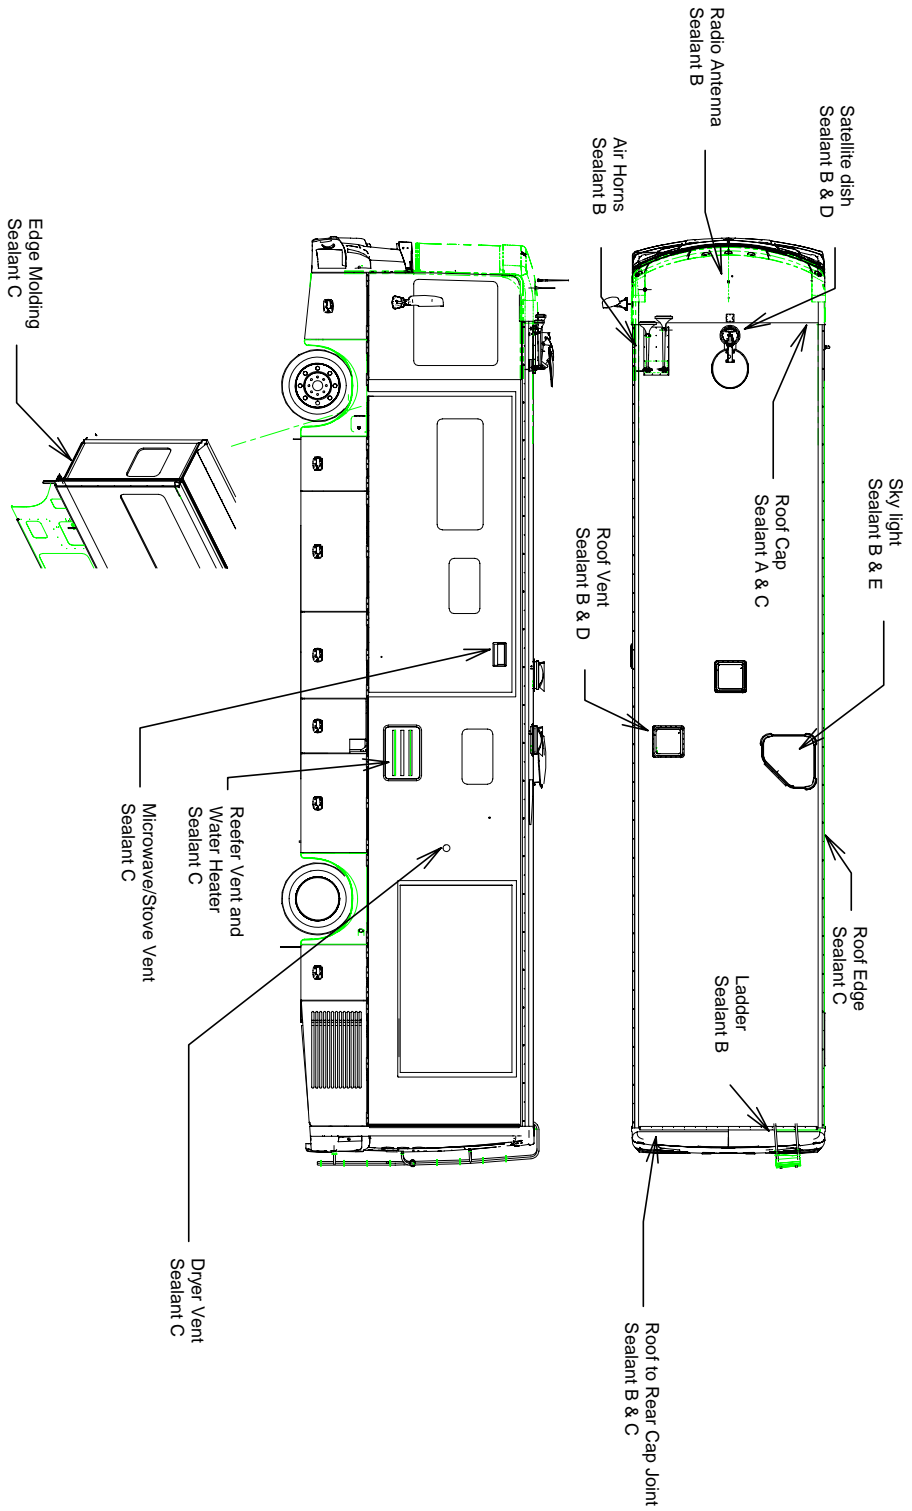 Radio Antenna
Sealant B
Satellite dish
Sealant B & D
Air Horns
Sealant B
Roof Cap
Sealant A & C
Sky light
Sealant B & E
Roof Vent
Sealant B & D
Roof Edge
Sealant C
Ladder
Sealant B
Roof to Rear Cap Joint
Sealant B & C
Edge Molding
Sealant C
Microwave/Stove Vent
Sealant C
Reefer Vent and
Water Heater
Sealant C
Dryer Vent
Sealant C